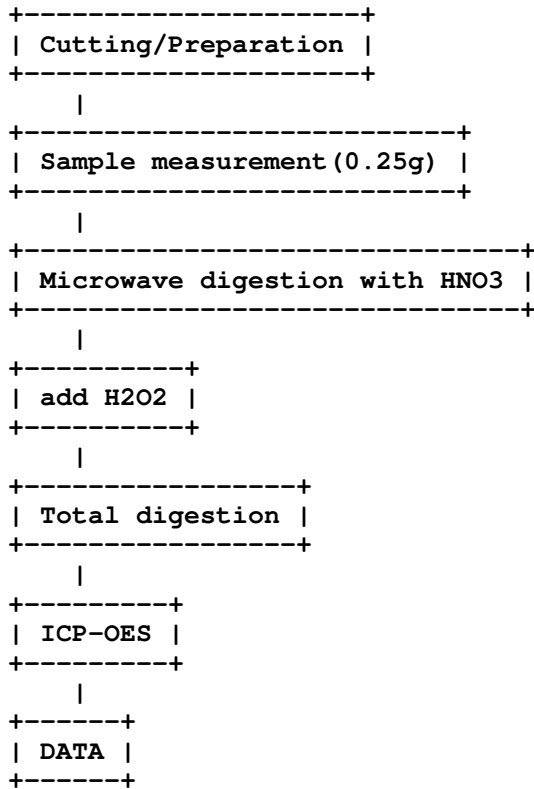 Cutting/Preparation
Sample measurement(0.25g)
Microwave digestion with HNO3
add H2O2
Total digestion
ICP-OES
DATA